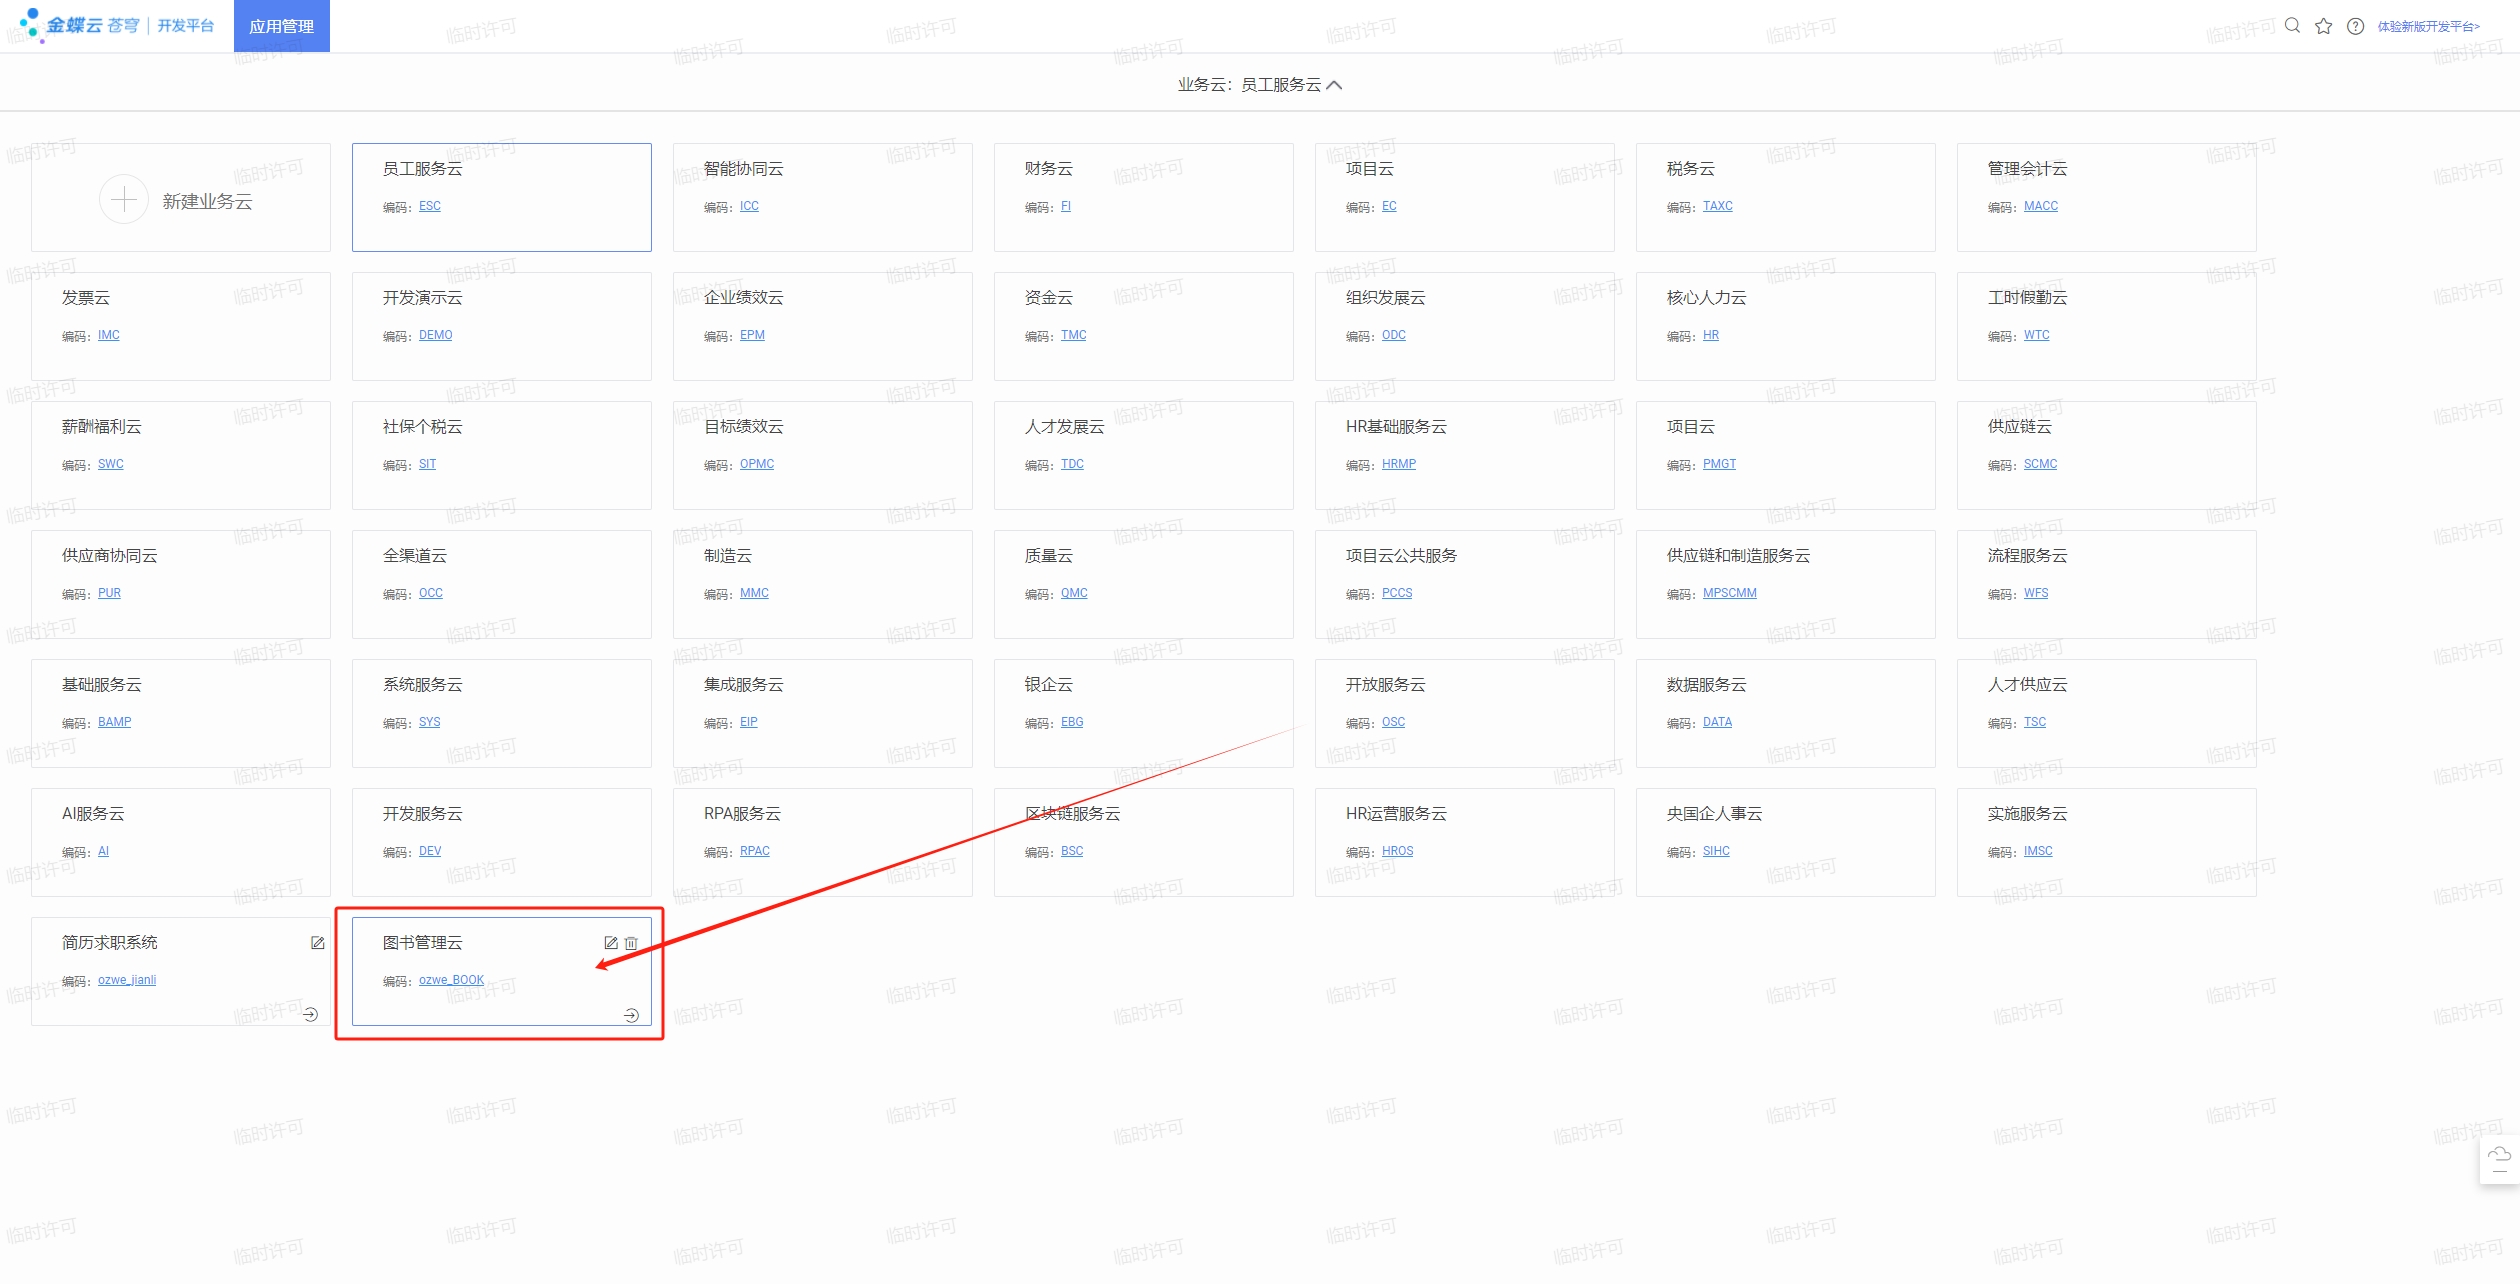 金蝶云 苍穹 | 开发平台
应用管理
体验新版开发平台>
业务云：员工服务云
新建业务云
员工服务云
编码：ESC
智能协同云
编码：ICC
财务云
编码：FI
项目云
编码：EC
税务云
编码：TAXC
管理会计云
编码：MACC
发票云
编码：IMC
开发演示云
编码：DEMO
企业绩效云
编码：EPM
资金云
编码：TMC
组织发展云
编码：ODC
核心人力云
编码：HR
工时假勤云
编码：WTC
薪酬福利云
编码：SWC
社保个税云
编码：SIT
目标绩效云
编码：OPMC
人才发展云
编码：TDC
HR基础服务云
编码：HRMP
项目云
编码：PMGT
供应链云
编码：SCMC
供应商协同云
编码：PUR
全渠道云
编码：OCC
制造云
编码：MMC
质量云
编码：QMC
项目云公共服务
编码：PCCS
供应链和制造服务云
编码：MPSCMM
流程服务云
编码：WFS
基础服务云
编码：BAMP
系统服务云
编码：SYS
集成服务云
编码：EIP
银企云
编码：EBG
开放服务云
编码：OSC
数据服务云
编码：DATA
人才供应云
编码：TSC
AI服务云
编码：AI
开发服务云
编码：DEV
RPA服务云
编码：RPAC
区块链服务云
编码：BSC
HR运营服务云
编码：HROS
央国企人事云
编码：SIHC
实施服务云
编码：IMSC
简历求职系统
编码：ozwe_jianli
图书管理云
编码：ozwe_BOOK
临时许可